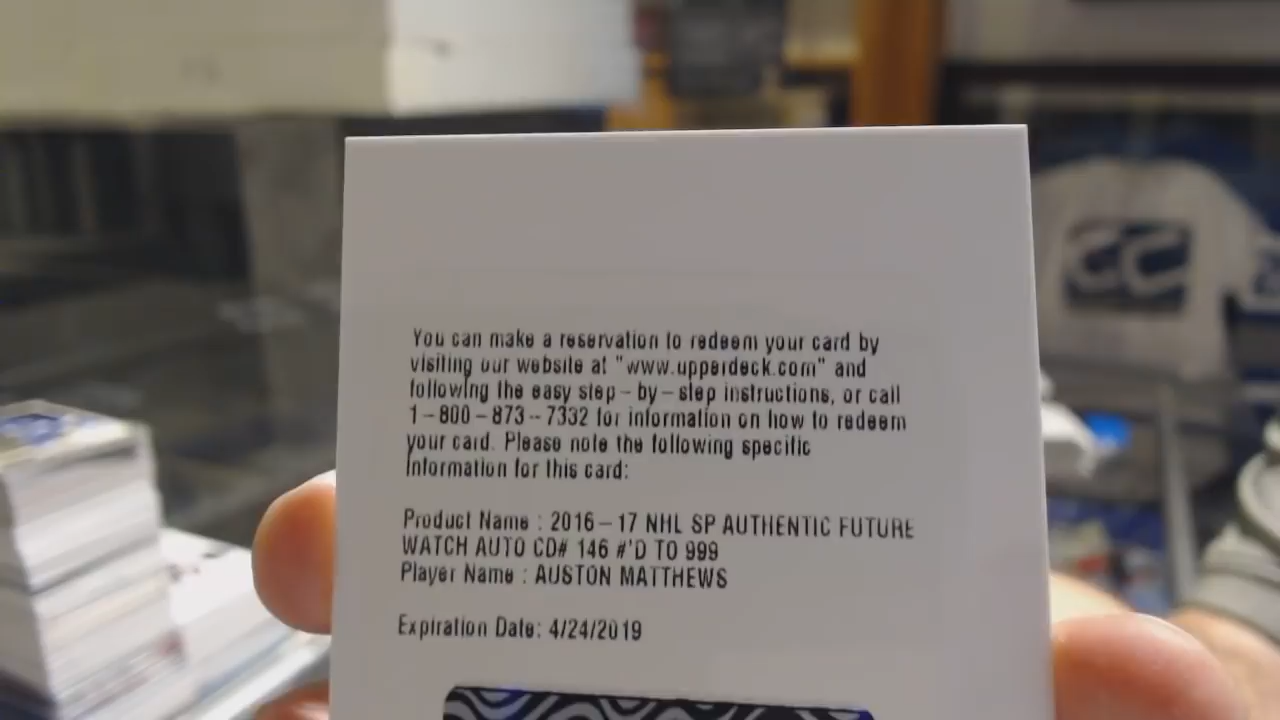 You can make a reservation to redeem your card by
visiting our website at "www.upperdeck.com" and
following the easy step-by-step instructions, or call
1-800-873-7332 for information on how to redeem
your card. Please note the following specific
information for this card:
Product Name : 2016-17 NHL SP AUTHENTIC FUTURE
WATCH AUTO CD# 146 #'D TO 999
Player Name : AUSTON MATTHEWS
Expiration Date: 4/24/2019
CC